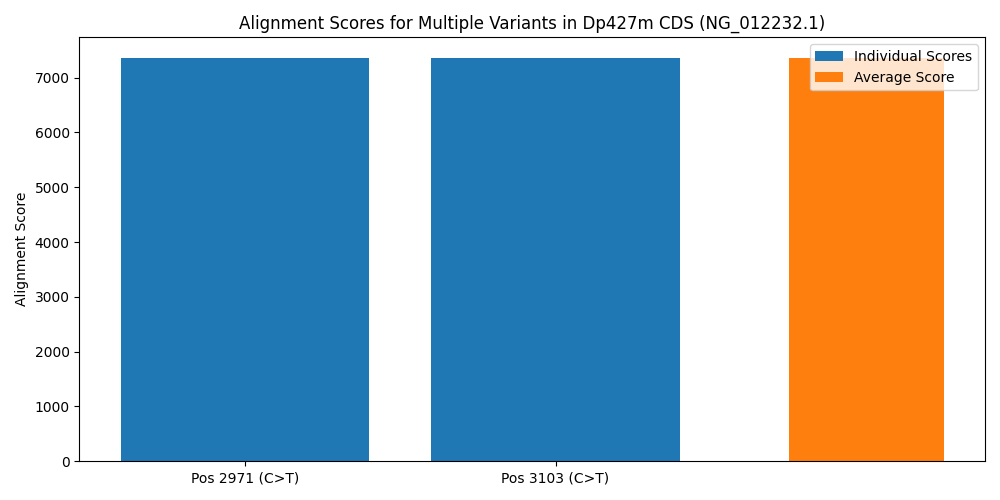 Alignment Scores for Multiple Variants in Dp427m CDS (NG_012232.1)
Individual Scores
Average Score
Alignment Score
7000
6000
5000
4000
3000
2000
1000
0
Pos 2971 (C>T)
Pos 3103 (C>T)